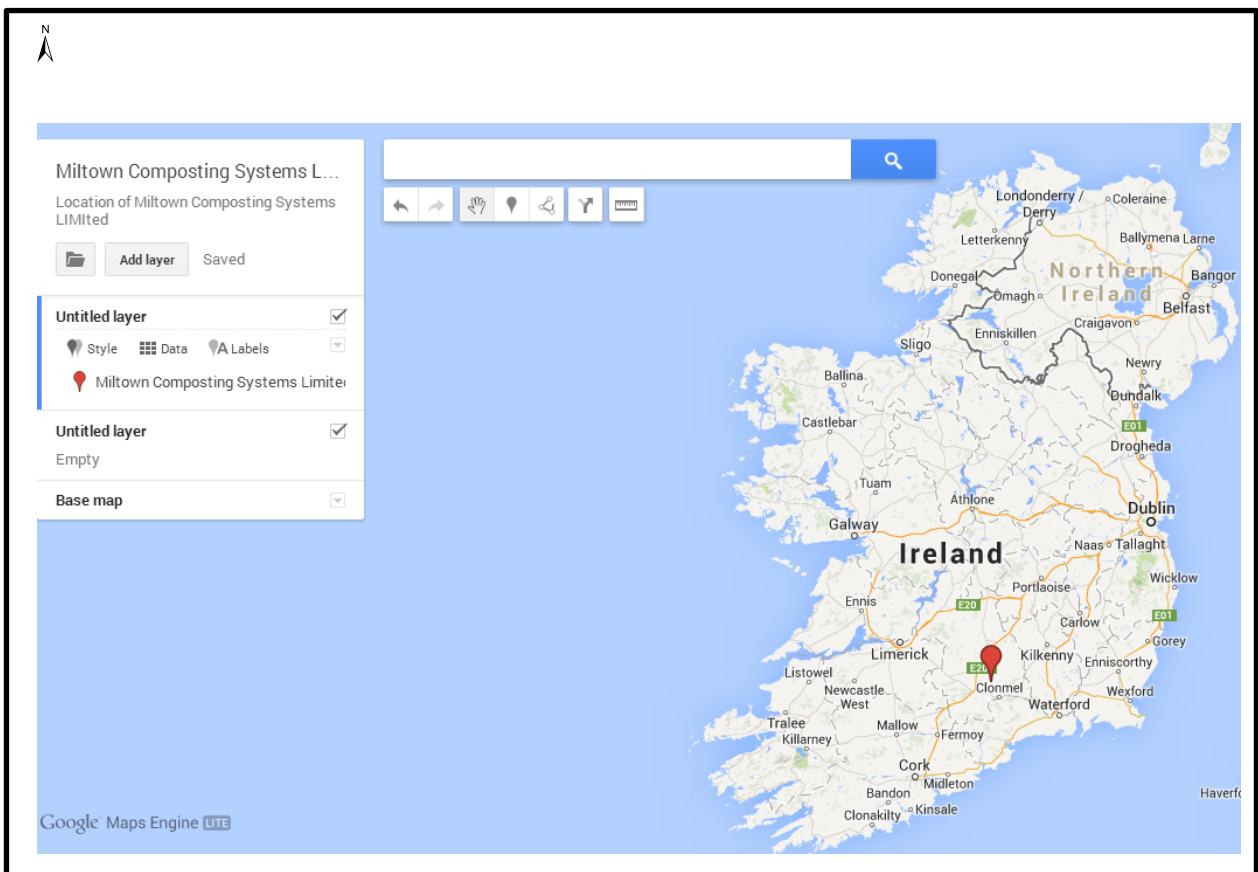 N
Miltown Composting Systems L...
Location of Miltown Composting Systems
LIMIted
Add layer Saved
Untitled layer
Style Data A Labels
Miltown Composting Systems Limite
Untitled layer
Empty
Base map
Londonderry /
Derry
Coleraine
Letterkenny
Ballymena Larne
Donegal
Northern
Ireland
Bangor
Omagh
Belfast
Enniskillen
Craigavon
Sligo
Newry
Ballina
Dundalk
Castlebar
E01
Drogheda
Tuam
Athlone
Dublin
Galway
Naas Tallaght
Ireland
Portlaoise
Wicklow
Ennis
E20
Carlow
E01
Gorey
Limerick
Kilkenny
Enniscorthy
E20
Listowel
Clonmel
Newcastle
West
Wexford
Waterford
Tralee
Mallow
Fermoy
Killarney
Cork
Midleton
Bandon
Haverfo
Kinsale
Clonakilty
Google Maps Engine LITE